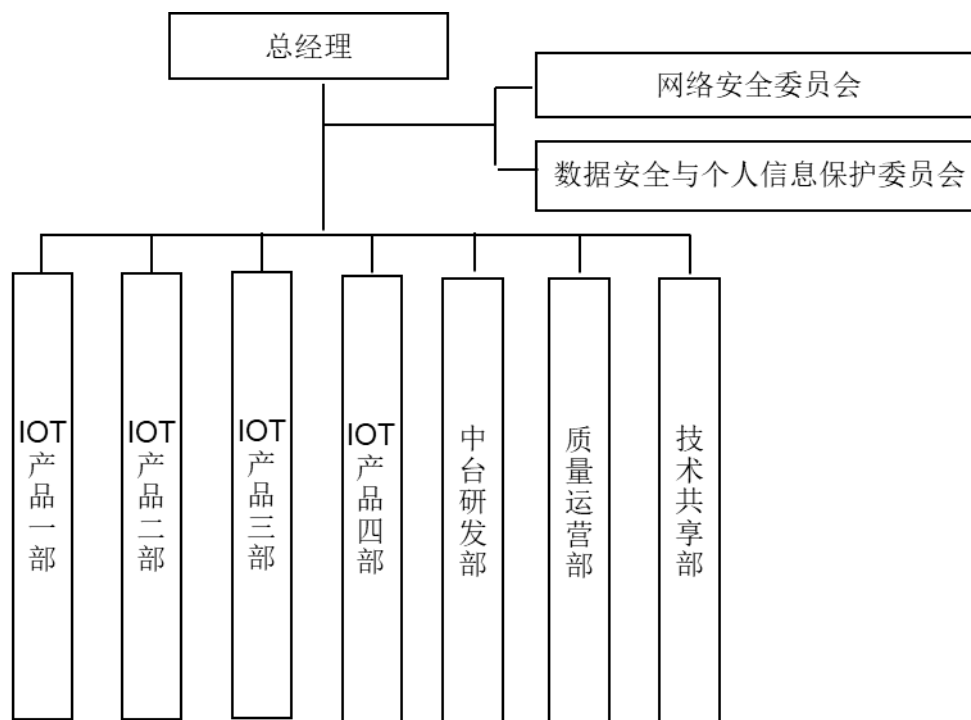 总经理
网络安全委员会
数据安全与个人信息保护委员会
IOT产品一部
IOT产品二部
IOT产品三部
IOT产品四部
中台研发部
质量运营部
技术共享部